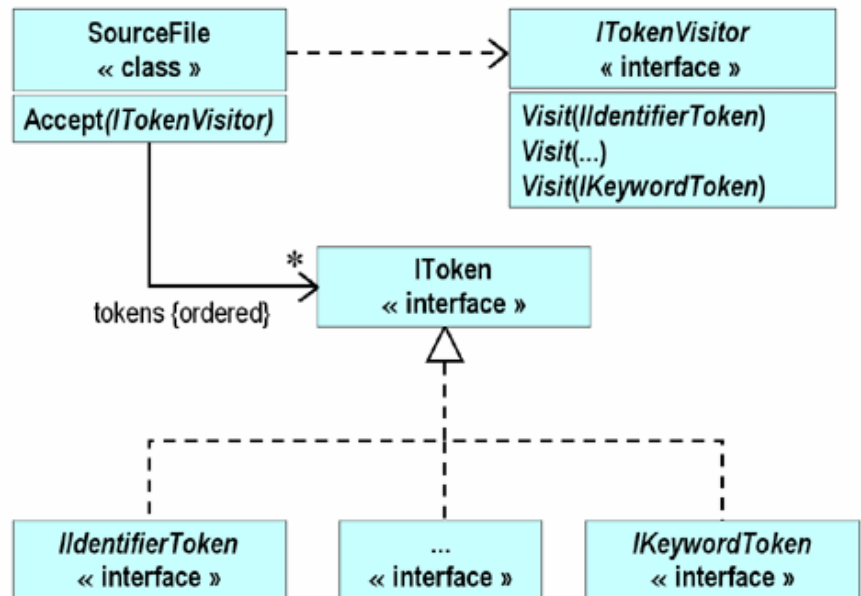 SourceFile
« class »
Accept(ITokenVisitor)
ITokenVisitor
« interface »
Visit(IIdentifierToken)
Visit(...)
Visit(IKeywordToken)
*
tokens {ordered}
IToken
« interface »
IIdentifierToken
« interface »
...
« interface »
IKeywordToken
« interface »